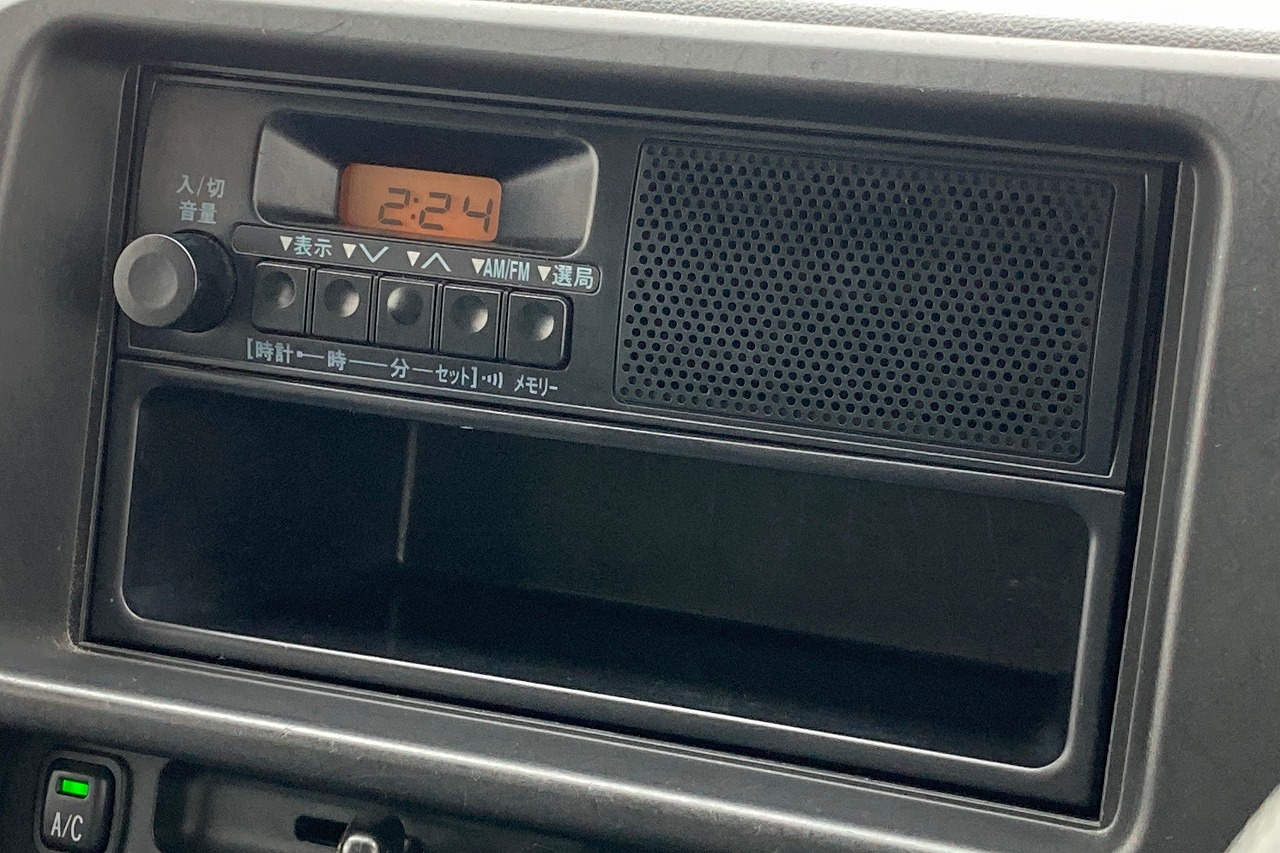 2:24
入/切
音量
▼表示 ▼∨ ▼∧ ▼AM/FM ▼選局
[時計•—時—分—セット]•ııı) メモリー
A/C